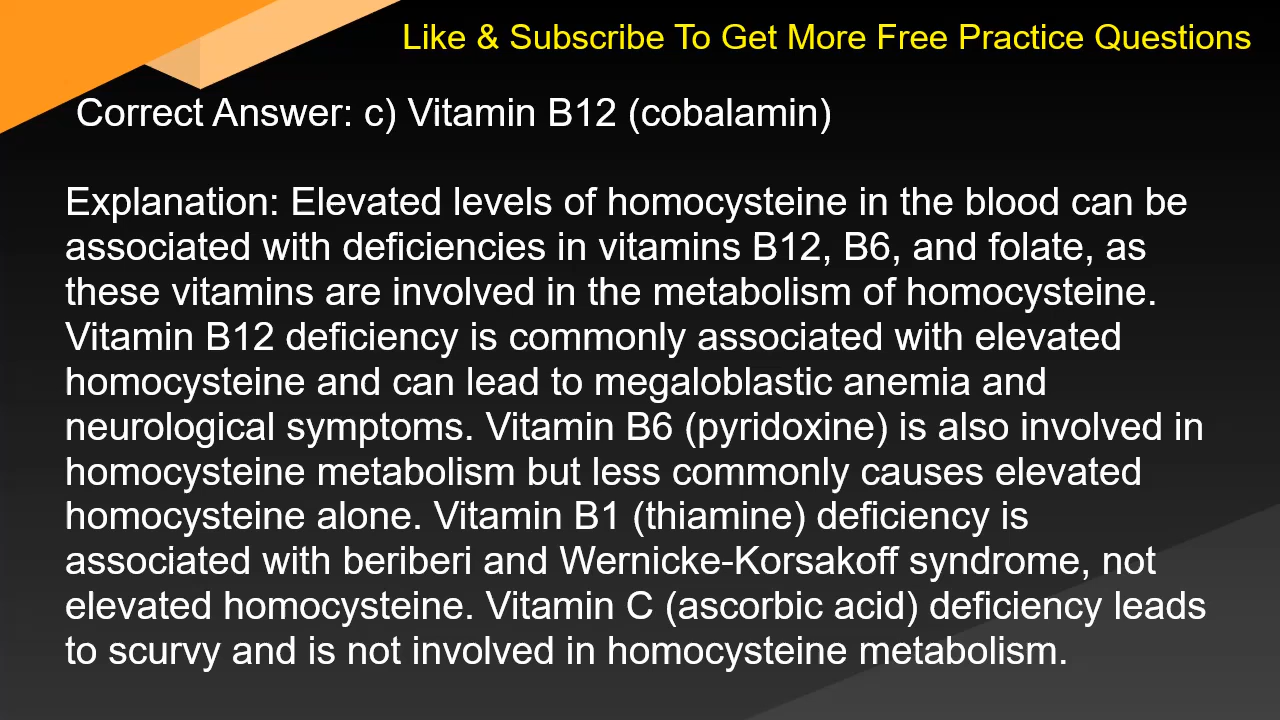 Like & Subscribe To Get More Free Practice Questions
Correct Answer: c) Vitamin B12 (cobalamin)
Explanation: Elevated levels of homocysteine in the blood can be
associated with deficiencies in vitamins B12, B6, and folate, as
these vitamins are involved in the metabolism of homocysteine.
Vitamin B12 deficiency is commonly associated with elevated
homocysteine and can lead to megaloblastic anemia and
neurological symptoms. Vitamin B6 (pyridoxine) is also involved in
homocysteine metabolism but less commonly causes elevated
homocysteine alone. Vitamin B1 (thiamine) deficiency is
associated with beriberi and Wernicke-Korsakoff syndrome, not
elevated homocysteine. Vitamin C (ascorbic acid) deficiency leads
to scurvy and is not involved in homocysteine metabolism.